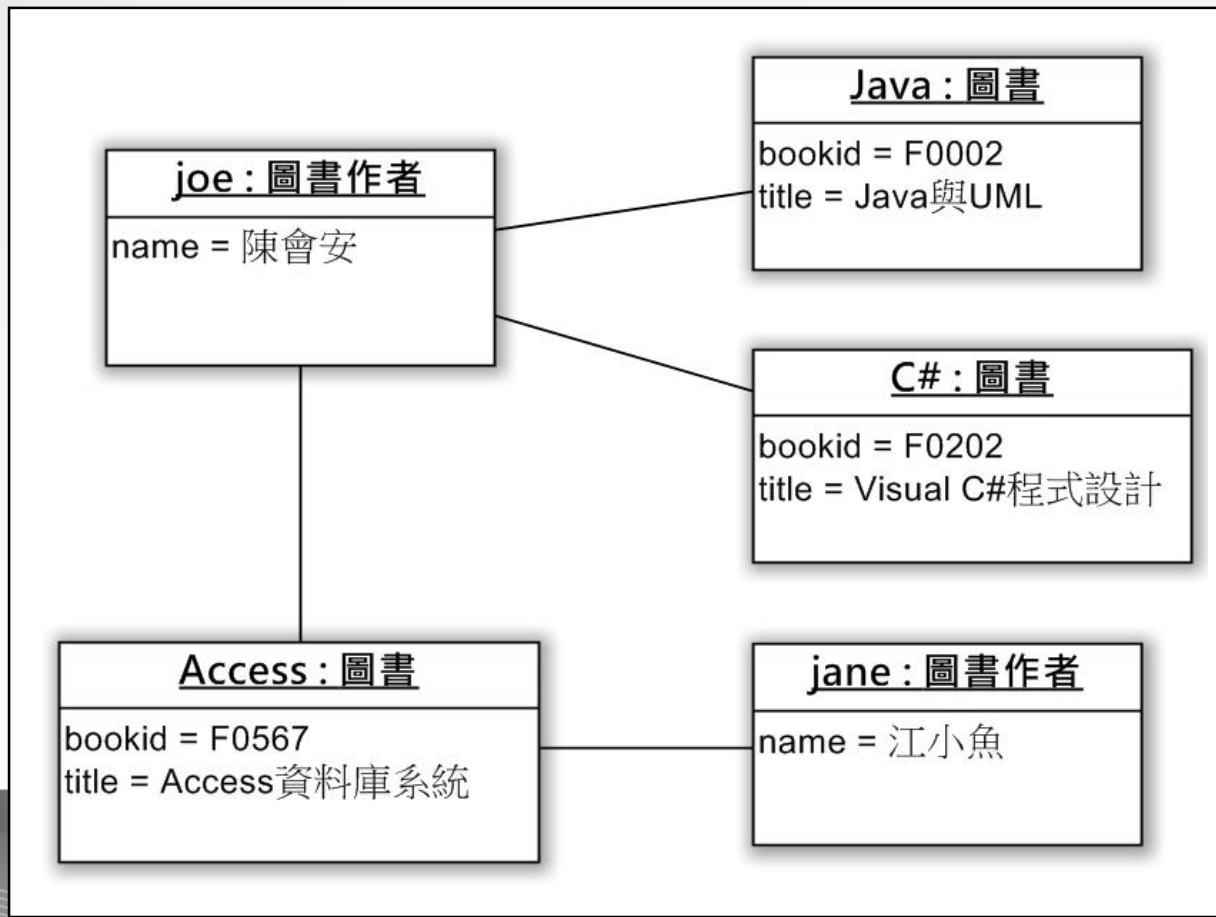 joe : 圖書作者
name = 陳會安
Java : 圖書
bookid = F0002
title = Java與UML
C# : 圖書
bookid = F0202
title = Visual C#程式設計
Access : 圖書
bookid = F0567
title = Access資料庫系統
jane : 圖書作者
name = 江小魚